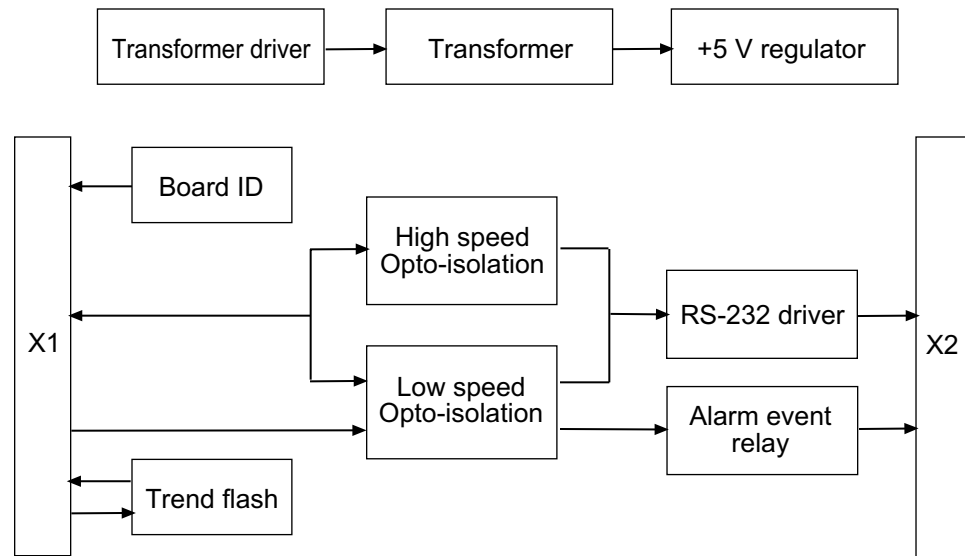 Transformer driver
Transformer
+5 V regulator
Board ID
High speed
Opto-isolation
RS-232 driver
X1
X2
Low speed
Opto-isolation
Alarm event
relay
Trend flash